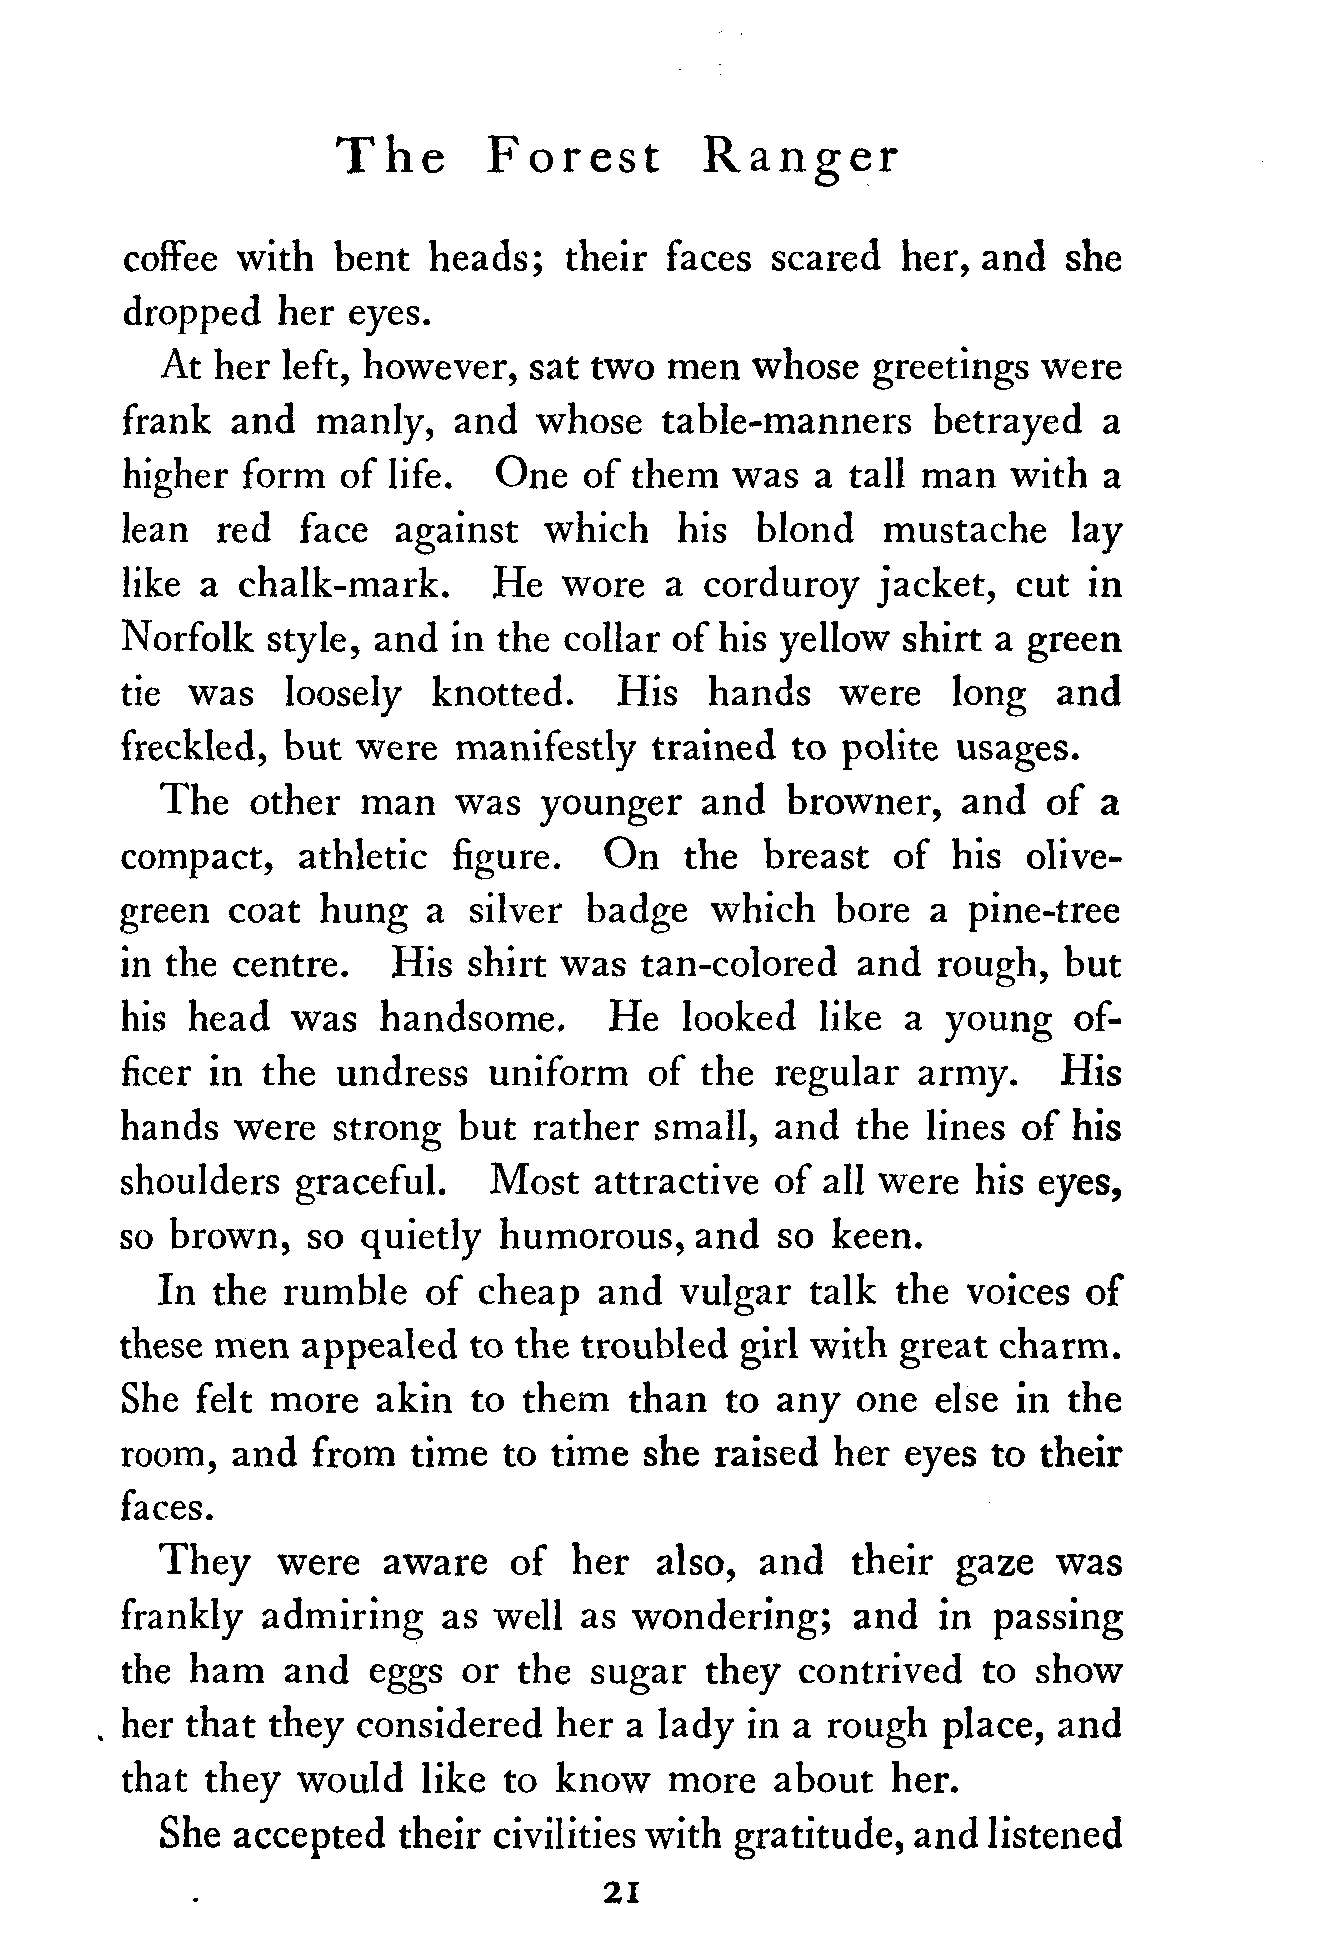 The Forest Ranger
coffee with bent heads; their faces scared her, and she
dropped her eyes.
At her left, however, sat two men whose greetings were
frank and manly, and whose table-manners betrayed a
higher form of life. One of them was a tall man with a
lean red face against which his blond mustache lay
like a chalk-mark. He wore a corduroy jacket, cut in
Norfolk style, and in the collar of his yellow shirt a green
tie was loosely knotted. His hands were long and
freckled, but were manifestly trained to polite usages.
The other man was younger and browner, and of a
compact, athletic figure. On the breast of his olive-
green coat hung a silver badge which bore a pine-tree
in the centre. His shirt was tan-colored and rough, but
his head was handsome. He looked like a young of-
ficer in the undress uniform of the regular army. His
hands were strong but rather small, and the lines of his
shoulders graceful. Most attractive of all were his eyes,
so brown, so quietly humorous, and so keen.
In the rumble of cheap and vulgar talk the voices of
these men appealed to the troubled girl with great charm.
She felt more akin to them than to any one else in the
room, and from time to time she raised her eyes to their
faces.
They were aware of her also, and their gaze was
frankly admiring as well as wondering; and in passing
the ham and eggs or the sugar they contrived to show
her that they considered her a lady in a rough place, and
that they would like to know more about her.
She accepted their civilities with gratitude, and listened
21